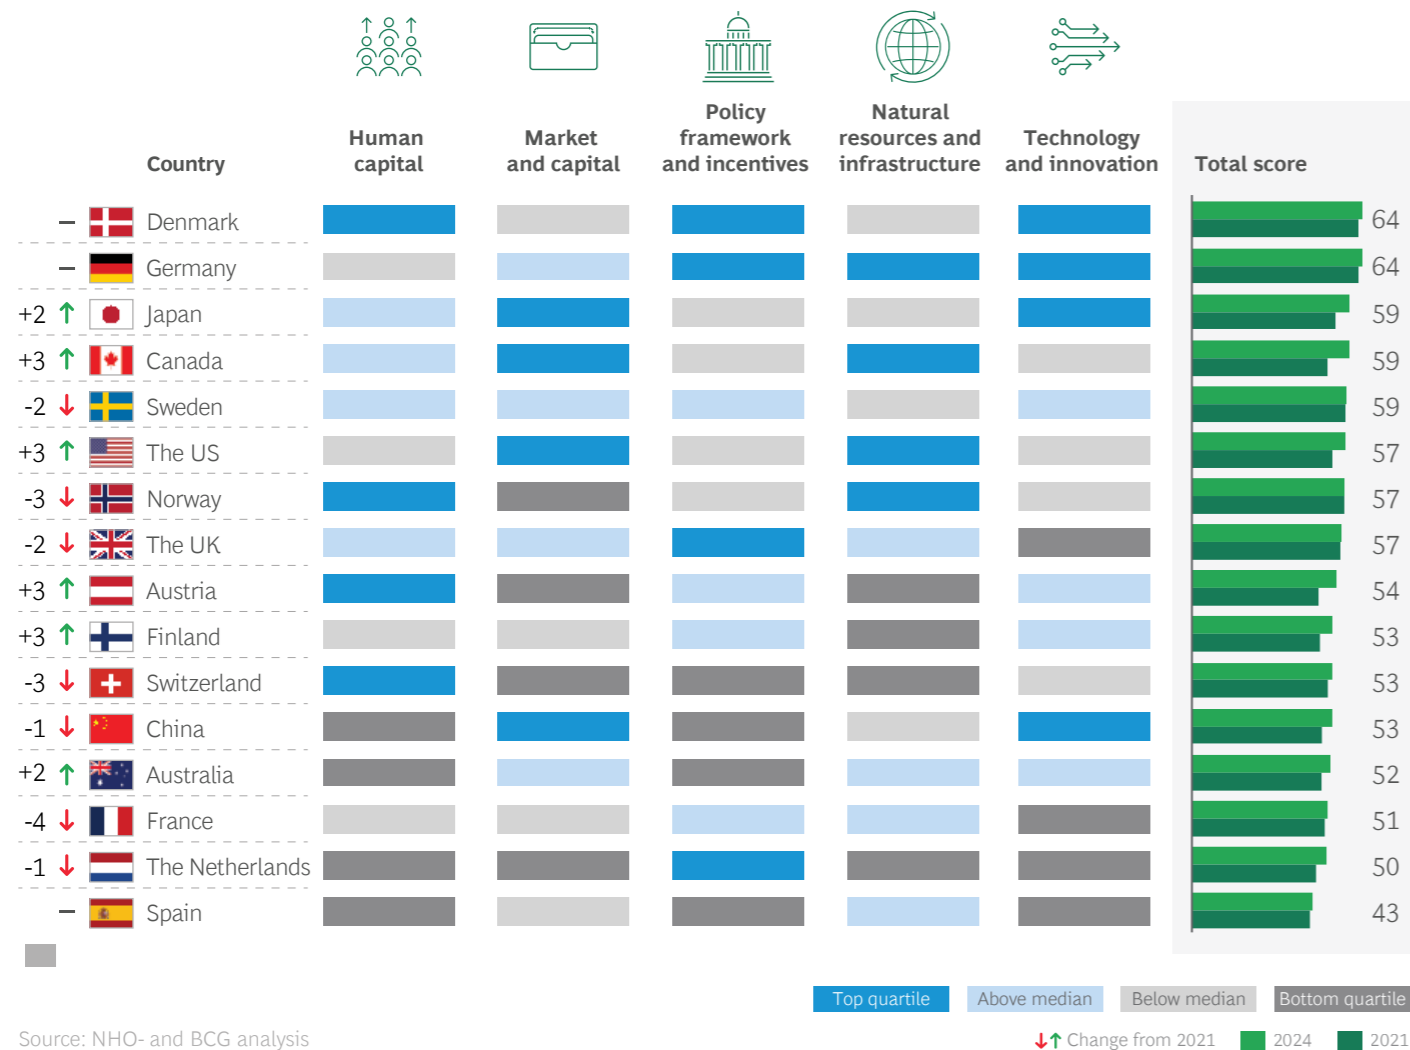 Country
Human
capital
Market
and capital
Policy
framework
and incentives
Natural
resources and
infrastructure
Technology
and innovation
Total score
– Denmark 64
– Germany 64
+2 ↑ Japan 59
+3 ↑ Canada 59
-2 ↓ Sweden 59
+3 ↑ The US 57
-3 ↓ Norway 57
-2 ↓ The UK 57
+3 ↑ Austria 54
+3 ↑ Finland 53
-3 ↓ Switzerland 53
-1 ↓ China 53
+2 ↑ Australia 52
-4 ↓ France 51
-1 ↓ The Netherlands 50
– Spain 43
Top quartile Above median Below median Bottom quartile
Source: NHO- and BCG analysis
↓↑ Change from 2021 2024 2021